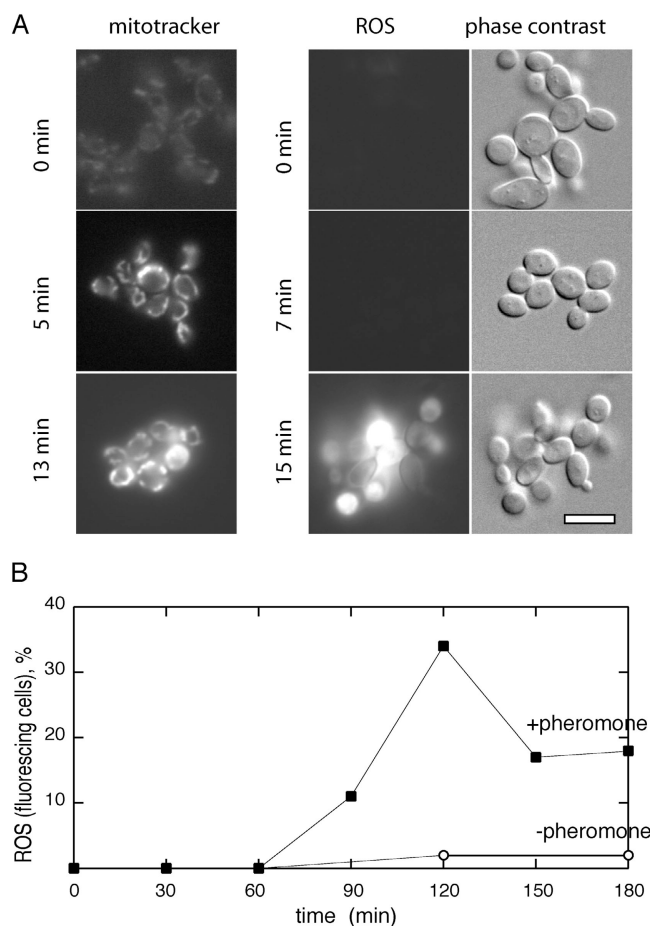 A
mitotracker ROS phase contrast
0 min 0 min
5 min 7 min
13 min 15 min
B
ROS (fluorescing cells), %
40
30
20
10
+pheromone
-pheromone
0 30 60 90 120 150 180
time (min)